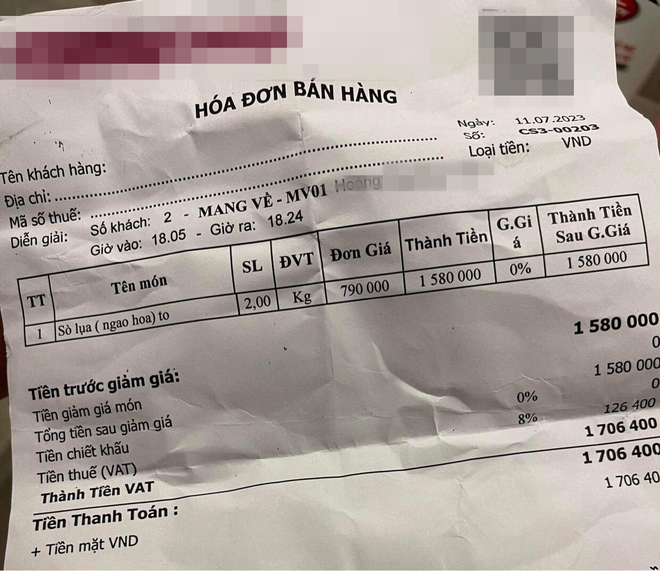 HÓA ĐƠN BÁN HÀNG
Ngày: 11.07.2023
Số: CS3-00203
Loại tiền: VND
Tên khách hàng:
Địa chỉ:
Mã số thuế:
Diễn giải: Số khách: 2 - MANG VỀ - MV01 Hoang
Giờ vào: 18.05 - Giờ ra: 18.24
TT Tên món SL ĐVT Đơn Giá Thành Tiền G.Giá Thành Tiền Sau G.Giá
1 Sò lụa ( ngao hoa) to 2,00 Kg 790 000 1 580 000 0% 1 580 000
Tiền trước giảm giá: 1 580 000
Tiền giảm giá món 0
Tổng tiền sau giảm giá 1 580 000
Tiền chiết khấu 0% 0
Tiền thuế (VAT) 8% 126 400
Thành Tiền VAT 1 706 400
Tiền Thanh Toán : 1 706 400
+ Tiền mặt VND 1 706 40